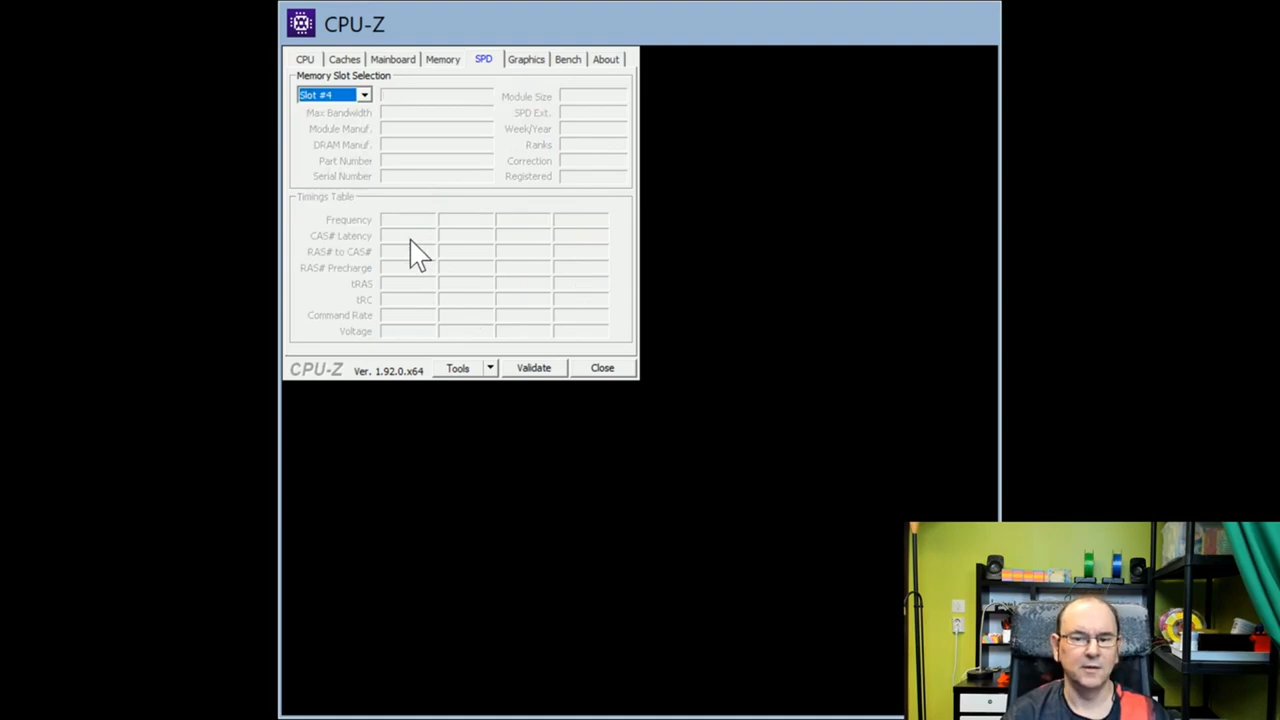 CPU-Z
CPU Caches Mainboard Memory SPD Graphics Bench About
Memory Slot Selection
Slot #4 Module Size
Max Bandwidth SPD Ext.
Module Manuf. Week/Year
DRAM Manuf. Ranks
Part Number Correction
Serial Number Registered
Timings Table
Frequency
CAS# Latency
RAS# to CAS#
RAS# Precharge
tRAS
tRC
Command Rate
Voltage
CPU-Z Ver. 1.92.0.x64 Tools Validate Close